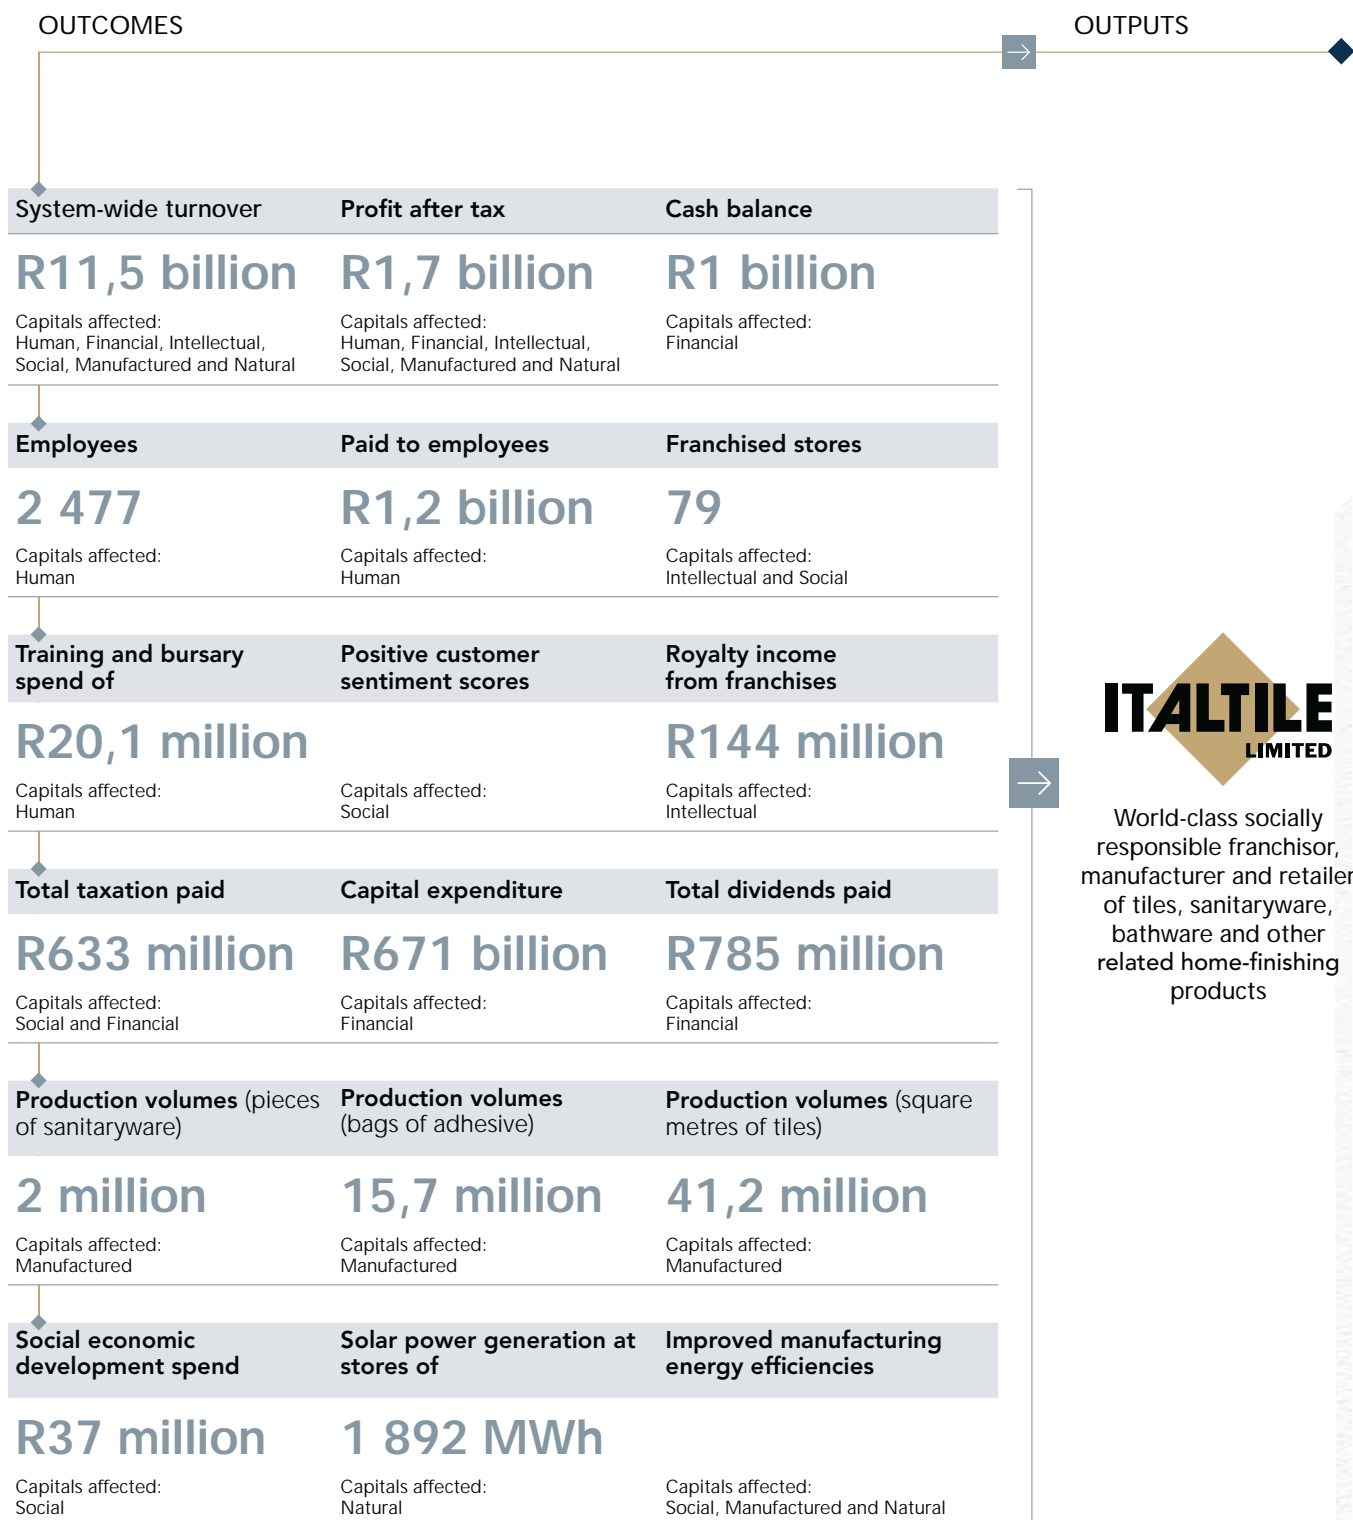 OUTCOMES
OUTPUTS
System-wide turnover
R11,5 billion
Capitals affected:
Human, Financial, Intellectual,
Social, Manufactured and Natural
Profit after tax
R1,7 billion
Capitals affected:
Human, Financial, Intellectual,
Social, Manufactured and Natural
Cash balance
R1 billion
Capitals affected:
Financial
Employees
2 477
Capitals affected:
Human
Paid to employees
R1,2 billion
Capitals affected:
Human
Franchised stores
79
Capitals affected:
Intellectual and Social
Training and bursary
spend of
R20,1 million
Capitals affected:
Human
Positive customer
sentiment scores
Capitals affected:
Social
Royalty income
from franchises
R144 million
Capitals affected:
Intellectual
Total taxation paid
R633 million
Capitals affected:
Social and Financial
Capital expenditure
R671 billion
Capitals affected:
Financial
Total dividends paid
R785 million
Capitals affected:
Financial
Production volumes (pieces
of sanitaryware)
2 million
Capitals affected:
Manufactured
Production volumes
(bags of adhesive)
15,7 million
Capitals affected:
Manufactured
Production volumes (square
metres of tiles)
41,2 million
Capitals affected:
Manufactured
Social economic
development spend
R37 million
Capitals affected:
Social
Solar power generation at
stores of
1 892 MWh
Capitals affected:
Natural
Improved manufacturing
energy efficiencies
Capitals affected:
Social, Manufactured and Natural
ITALTILE
LIMITED
World-class socially
responsible franchisor,
manufacturer and retailer
of tiles, sanitaryware,
bathware and other
related home-finishing
products